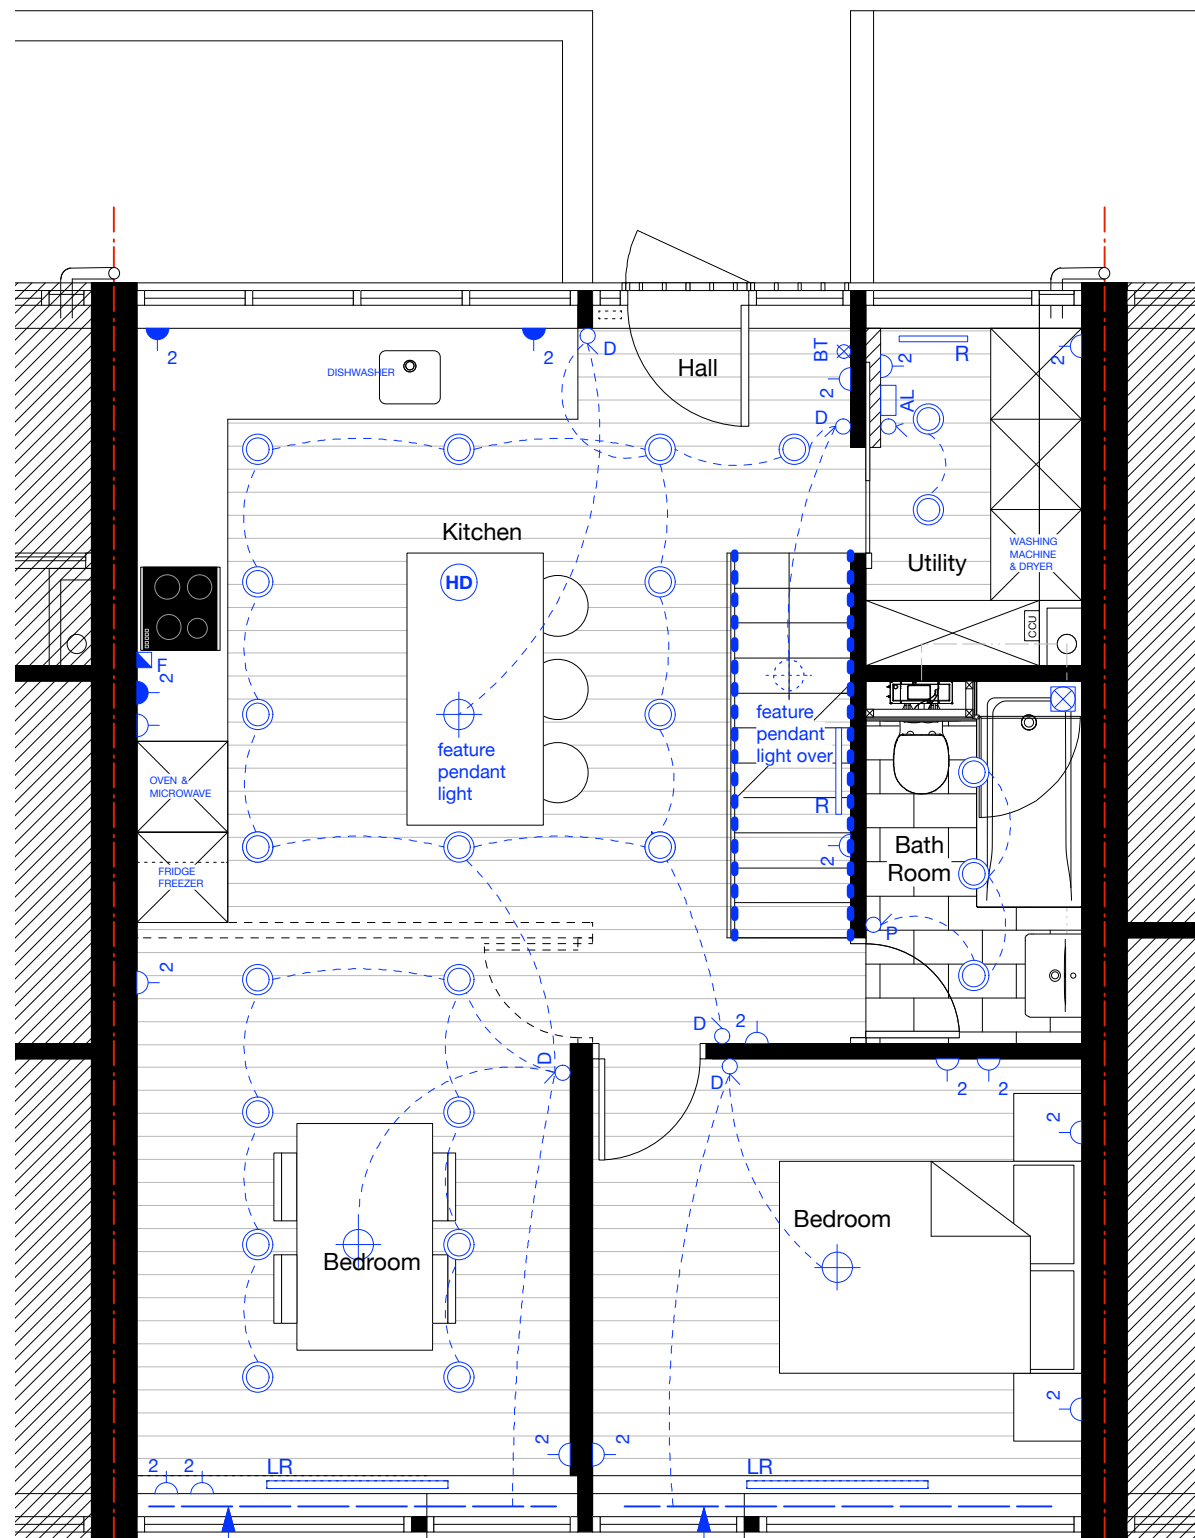 2
DISHWASHER
2
D
Hall
BT
2
2
R
AL
2
D
Kitchen
HD
Utility
WASHING
MACHINE
& DRYER
CCU
F
2
feature
pendant
light
feature
pendant
light over
R
OVEN &
MICROWAVE
FRIDGE
FREEZER
2
Bath
Room
P
2
D
2
D
D
2
2
2
Bedroom
Bedroom
2
2
2
2
2
LR
LR